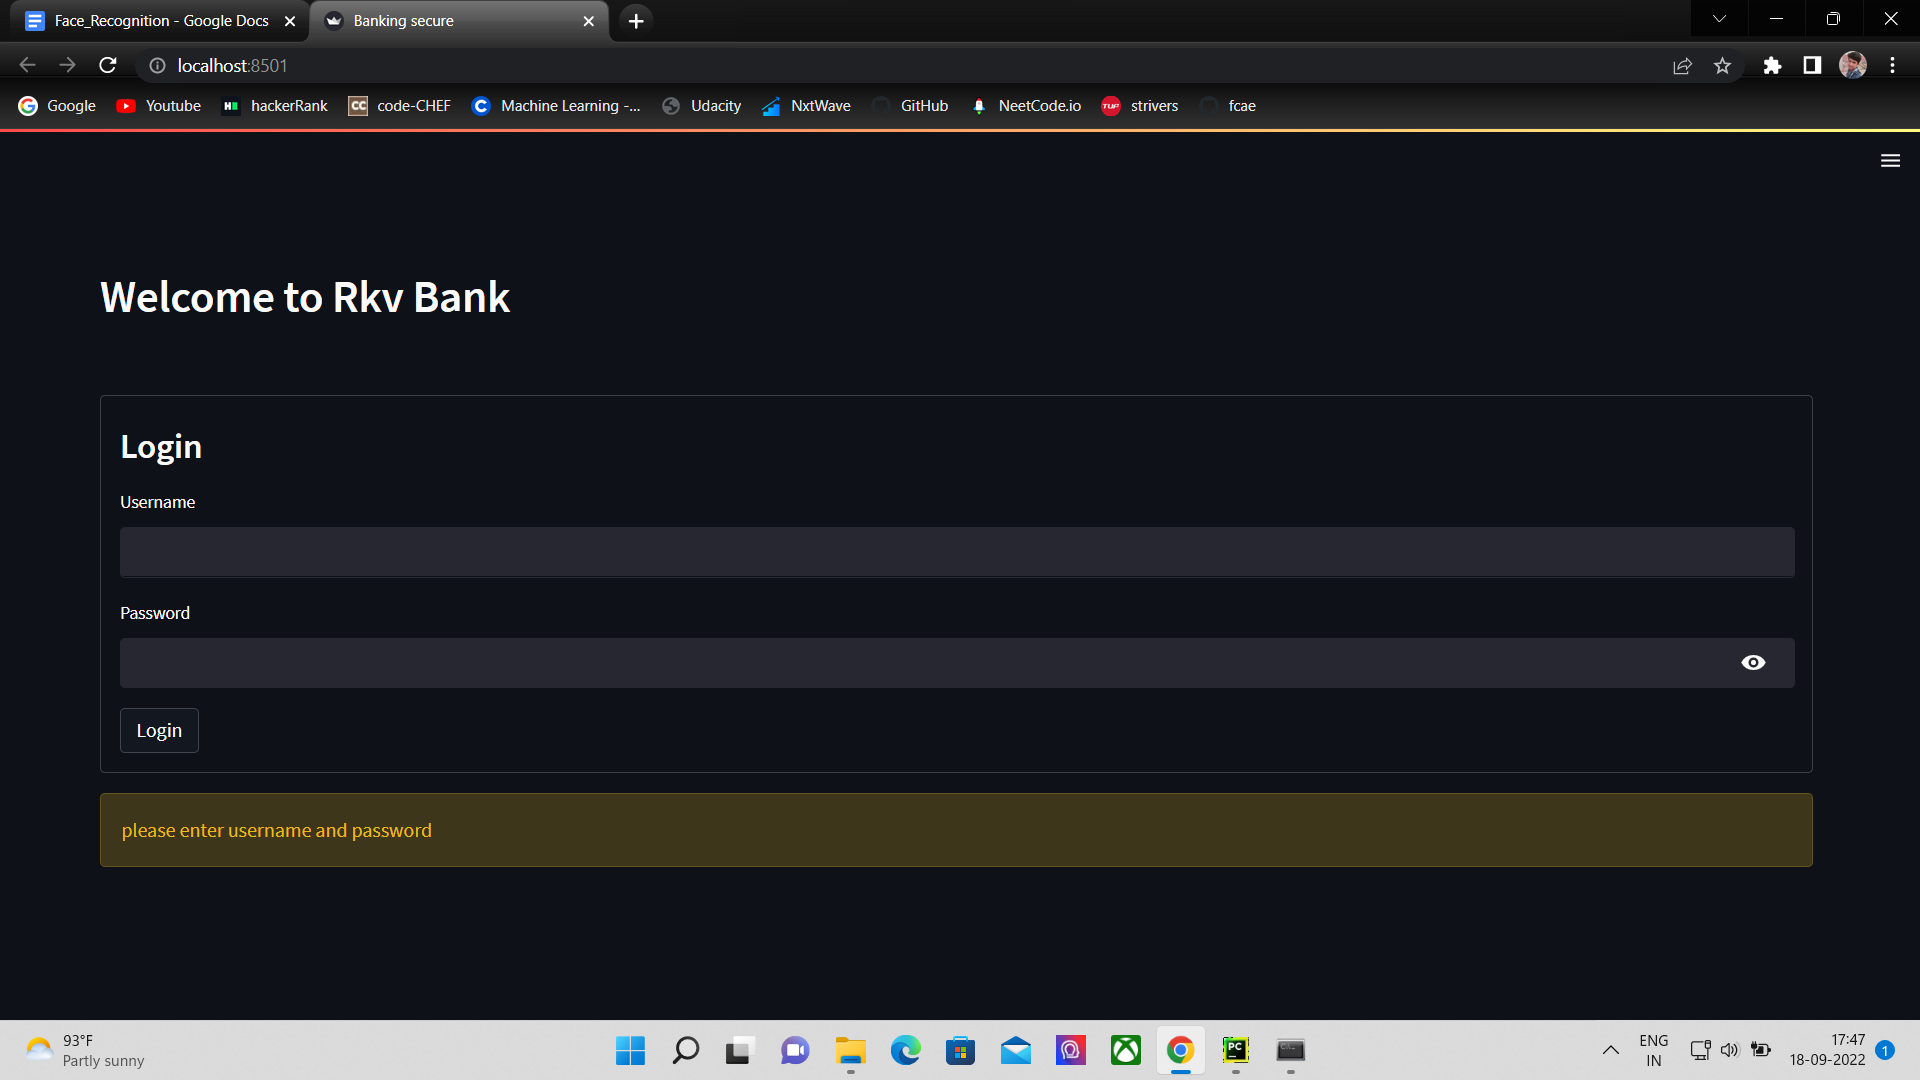 Face_Recognition - Google Docs
Banking secure
localhost:8501
Google
Youtube
hackerRank
code-CHEF
Machine Learning -...
Udacity
NxtWave
GitHub
NeetCode.io
strivers
fcae
Welcome to Rkv Bank
Login
Username
Password
Login
please enter username and password
93°F
Partly sunny
PC
ENG
IN
17:47
18-09-2022
1